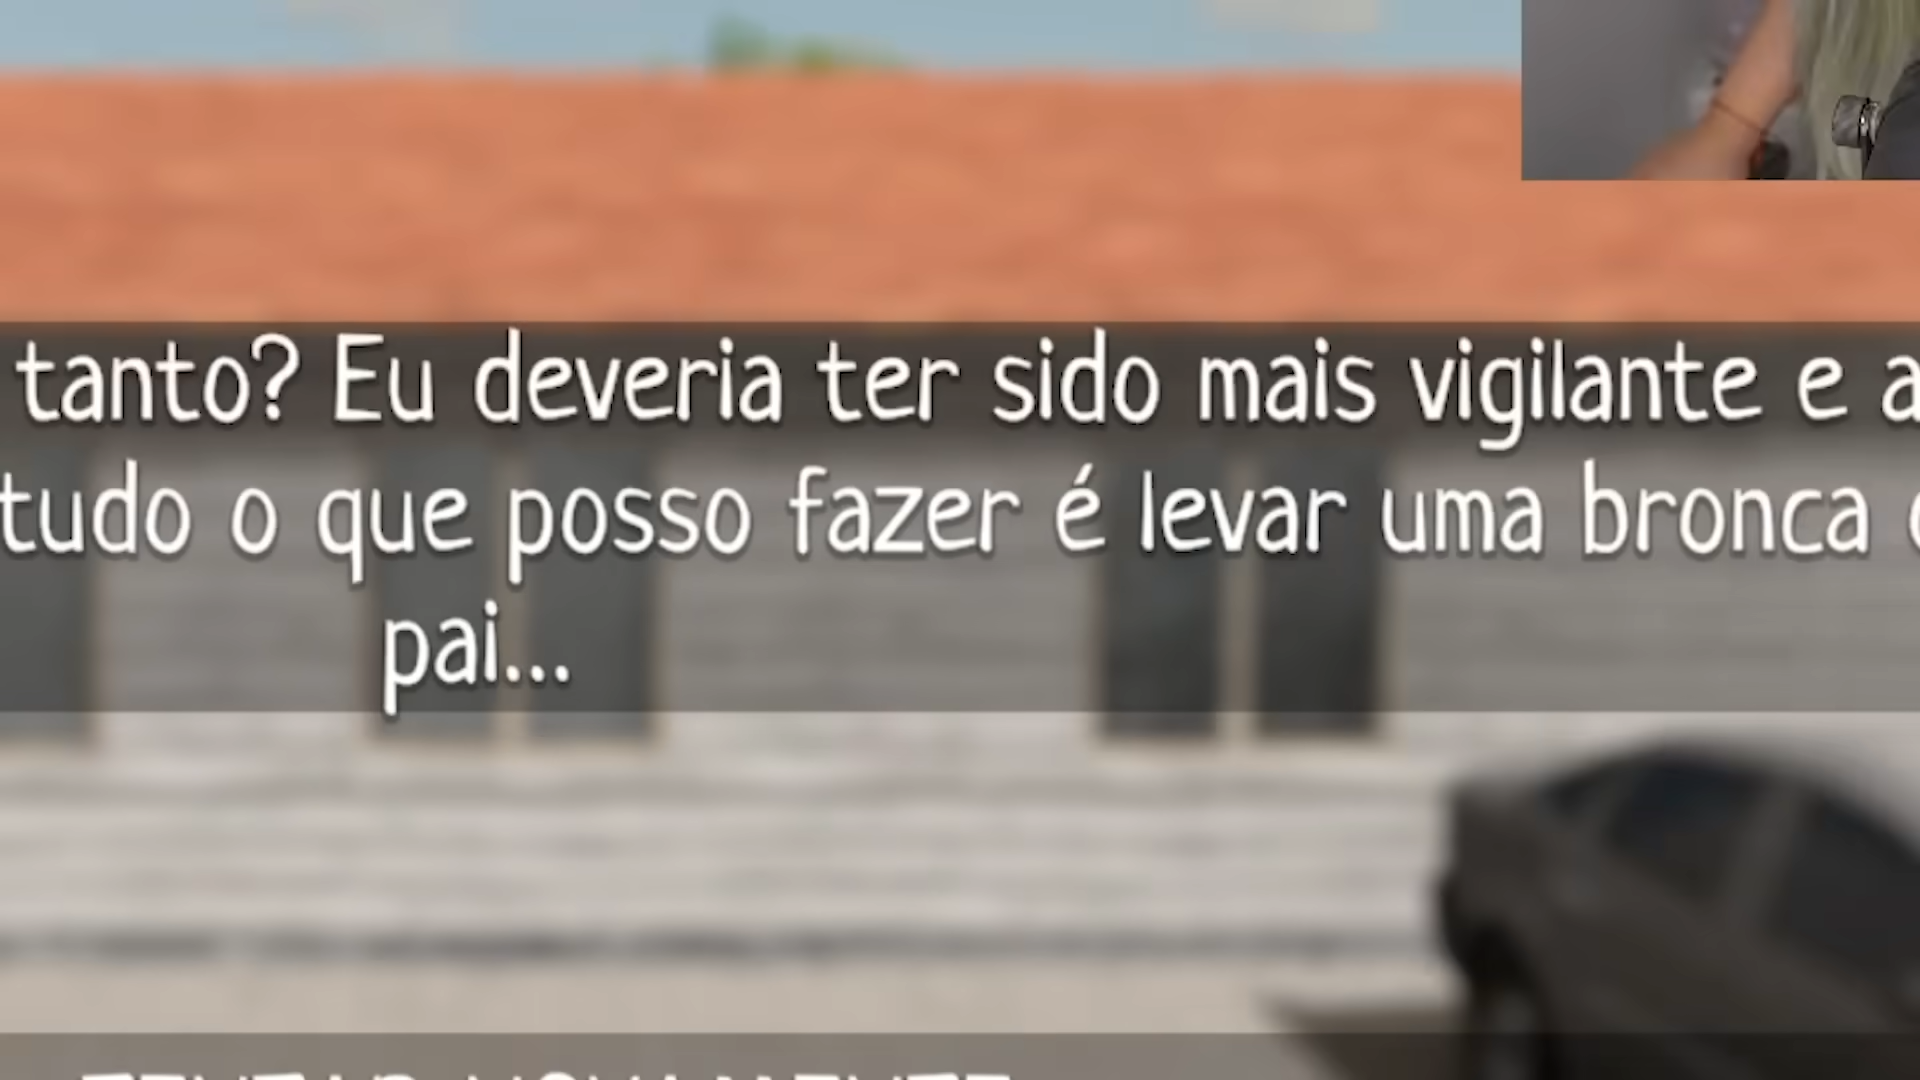 tanto? Eu deveria ter sido mais vigilante e
tudo o que posso fazer é levar uma bronca
pai...